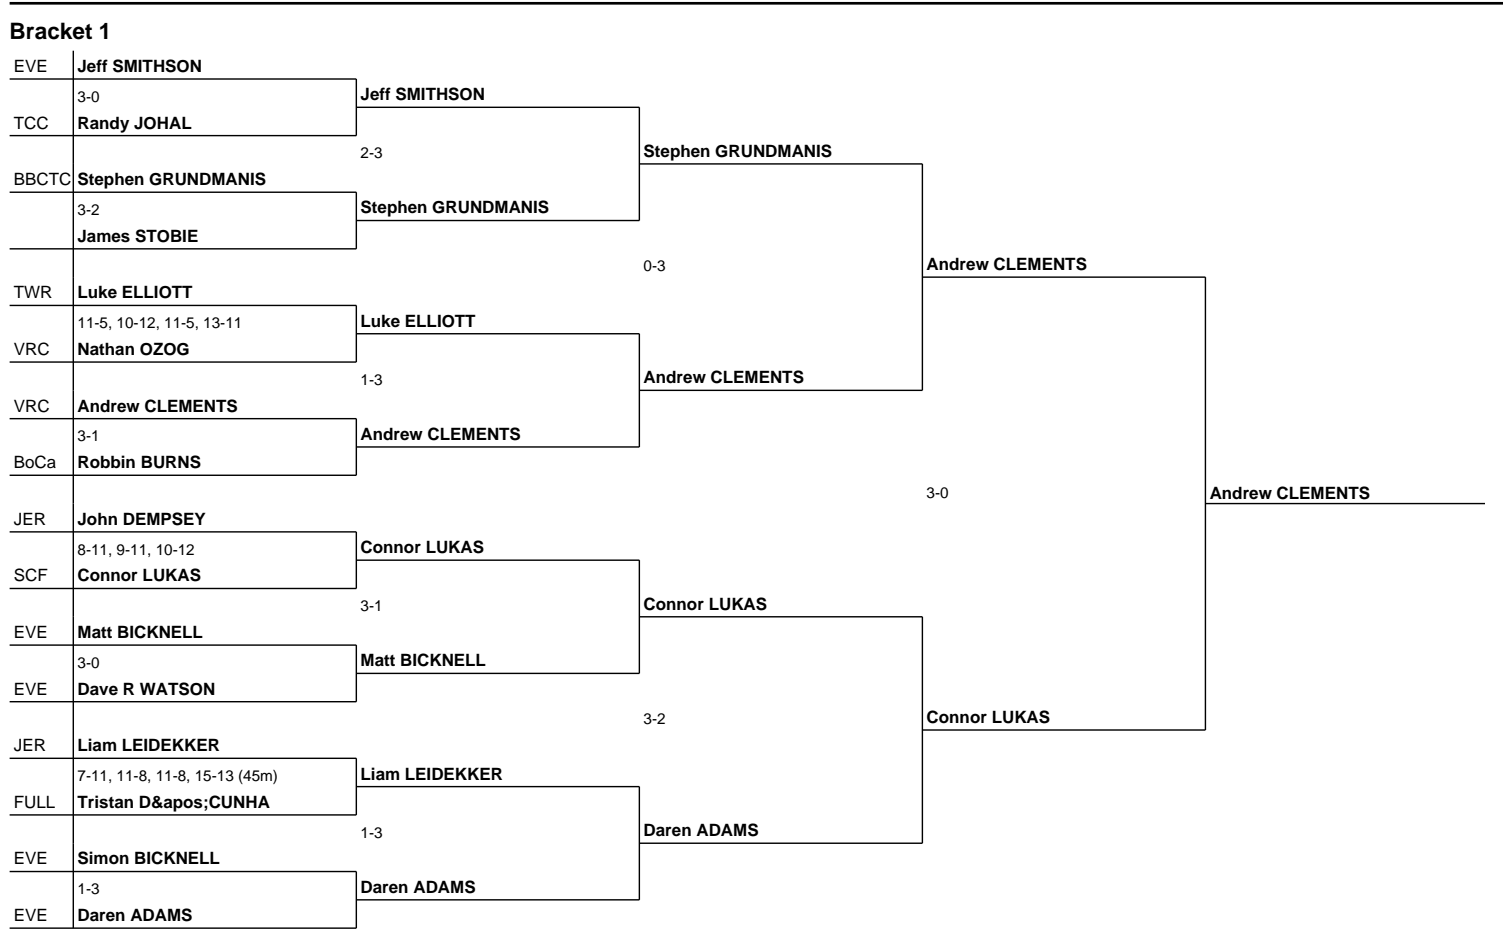 Bracket 1
EVE Jeff SMITHSON
3-0
TCC Randy JOHAL
BBCTC Stephen GRUNDMANIS
3-2
James STOBIE
TWR Luke ELLIOTT
11-5, 10-12, 11-5, 13-11
VRC Nathan OZOG
VRC Andrew CLEMENTS
3-1
BoCa Robbin BURNS
JER John DEMPSEY
8-11, 9-11, 10-12
SCF Connor LUKAS
EVE Matt BICKNELL
3-0
EVE Dave R WATSON
JER Liam LEIDEKKER
7-11, 11-8, 11-8, 15-13 (45m)
FULL Tristan D&apos;CUNHA
EVE Simon BICKNELL
1-3
EVE Daren ADAMS
Jeff SMITHSON
2-3
Stephen GRUNDMANIS
Luke ELLIOTT
1-3
Andrew CLEMENTS
Connor LUKAS
3-1
Matt BICKNELL
Liam LEIDEKKER
1-3
Daren ADAMS
Stephen GRUNDMANIS
0-3
Andrew CLEMENTS
Connor LUKAS
3-2
Daren ADAMS
Andrew CLEMENTS
3-0
Connor LUKAS
Andrew CLEMENTS